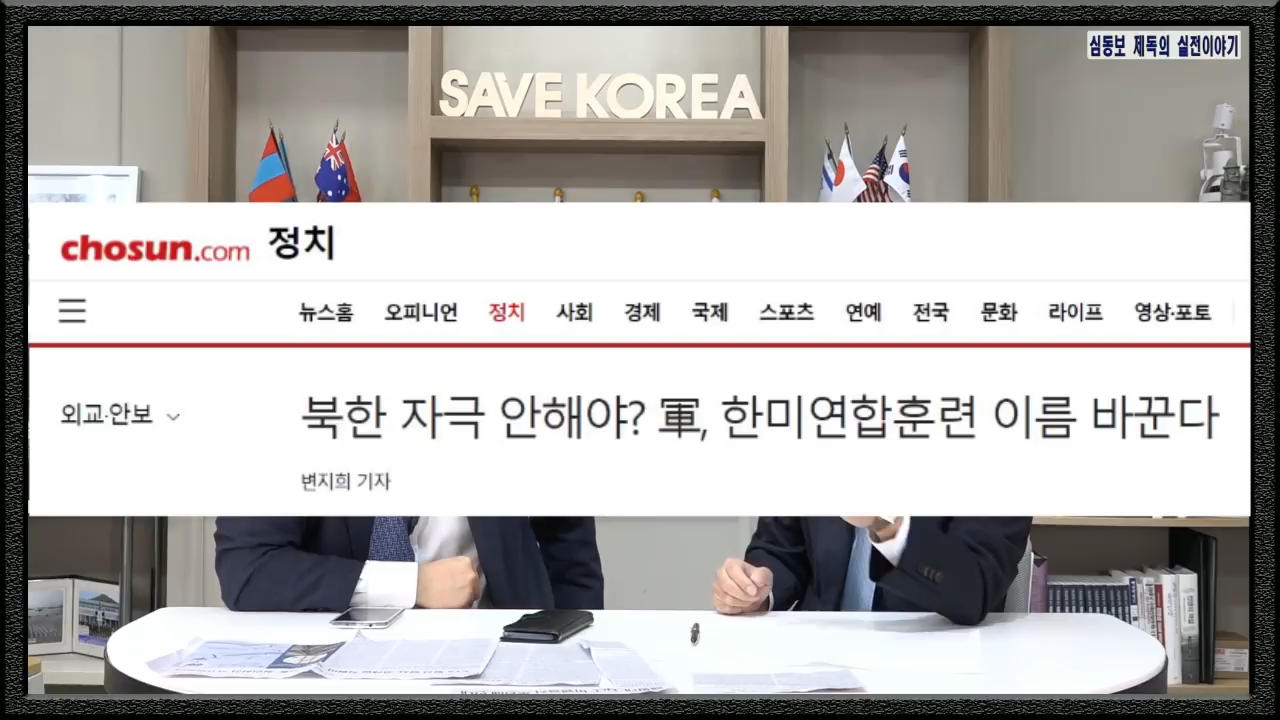 심동보 제독의 실전이야기
SAVE KOREA
chosun.com 정치
뉴스홈 오피니언 정치 사회 경제 국제 스포츠 연예 전국 문화 라이프 영상·포토
외교·안보
북한 자극 안해야? 軍, 한미연합훈련 이름 바꾼다
변지희 기자